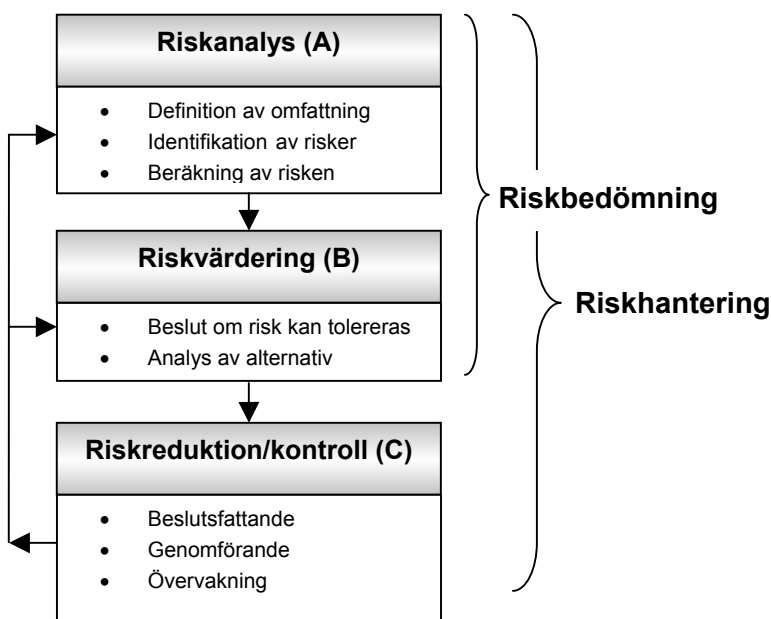 Riskanalys (A)
• Definition av omfattning
• Identifikation av risker
• Beräkning av risken
Riskbedömning
Riskvärdering (B)
• Beslut om risk kan tolereras
• Analys av alternativ
Riskhantering
Riskreduktion/kontroll (C)
• Beslutsfattande
• Genomförande
• Övervakning